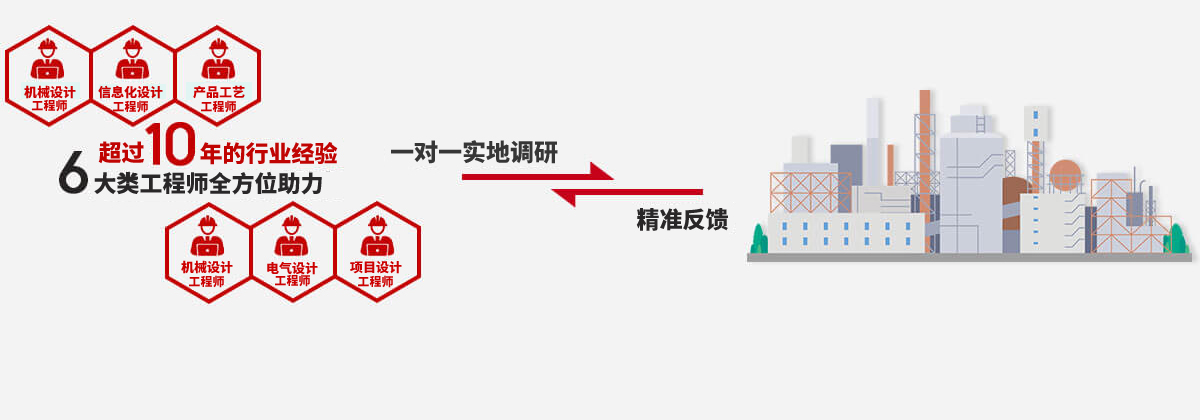 机械设计
工程师
信息化设计
工程师
产品工艺
工程师
超过10年的行业经验
6大类工程师全方位助力
一对一实地调研
精准反馈
机械设计
工程师
电气设计
工程师
项目设计
工程师